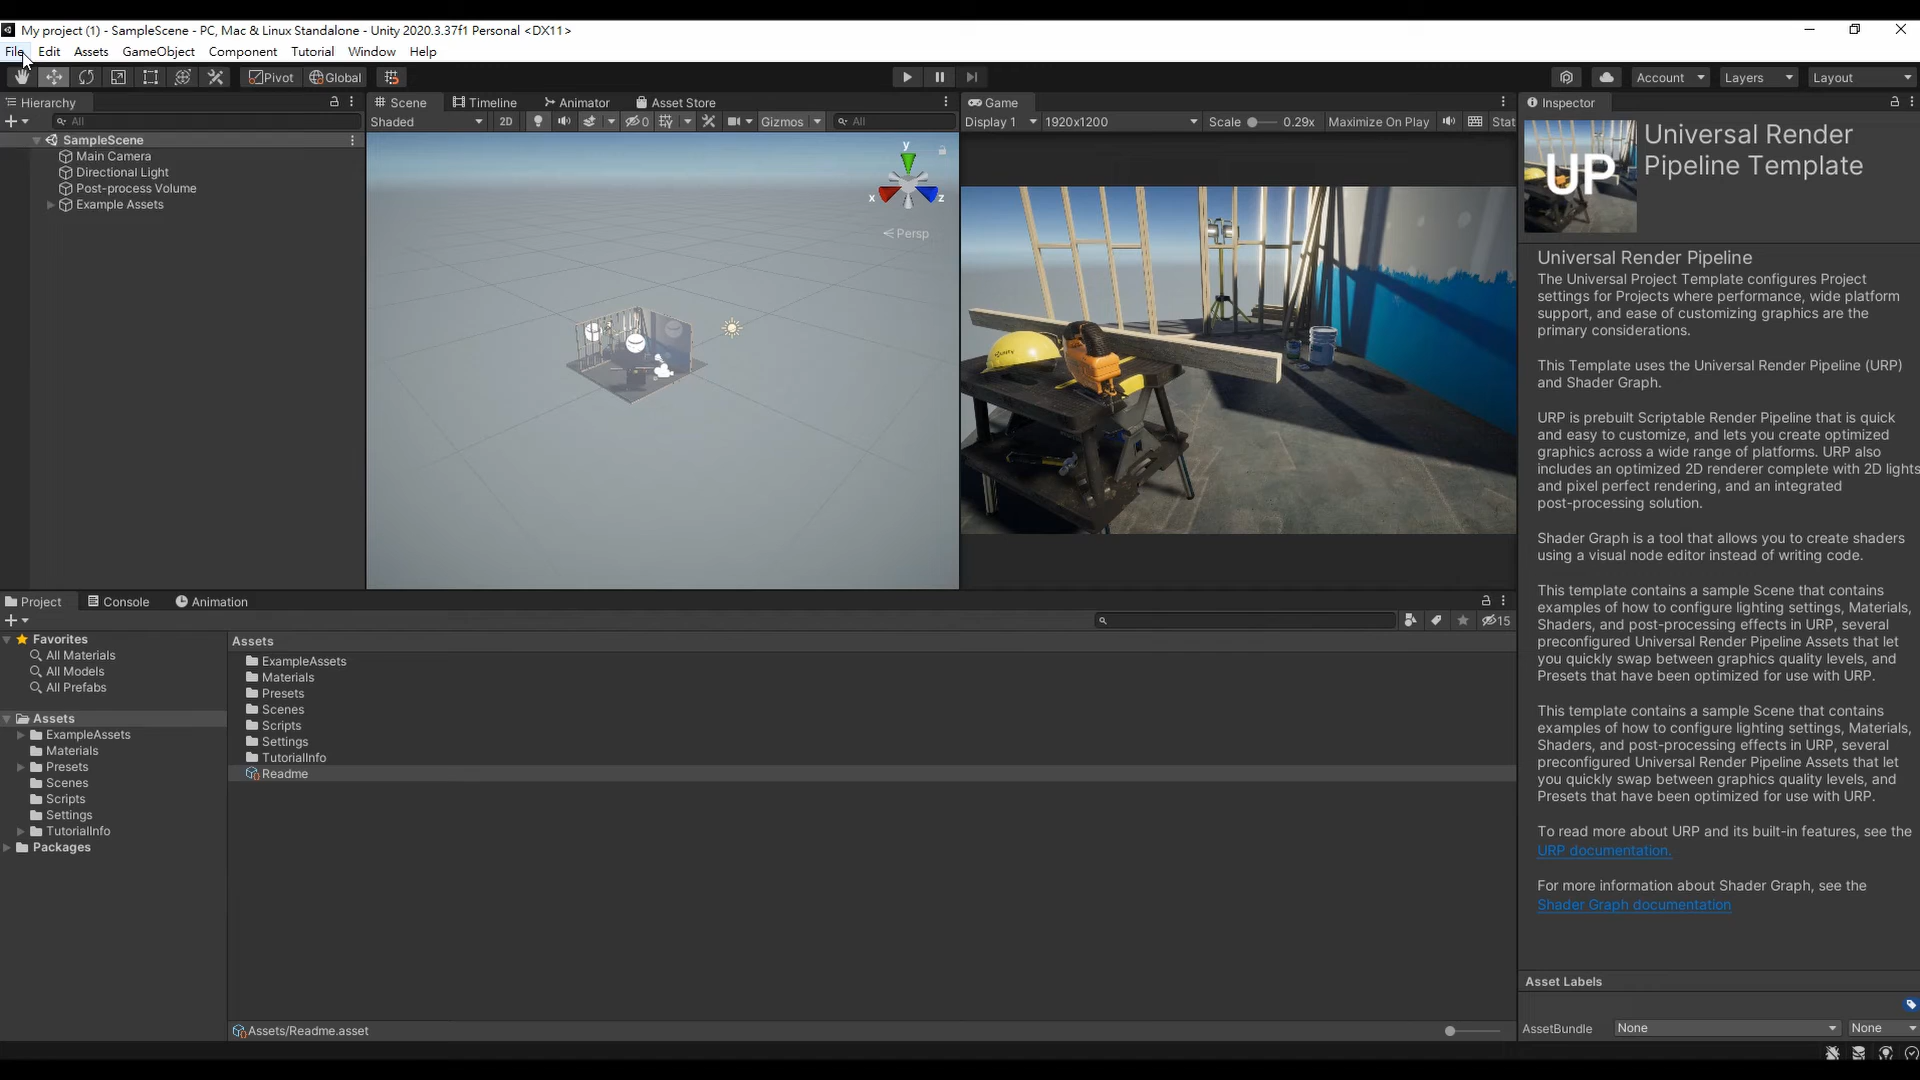 My project (1) - SampleScene - PC, Mac & Linux Standalone - Unity 2020.3.37f1 Personal <DX11>
File Edit Assets GameObject Component Tutorial Window Help
Pivot Global
Account Layers Layout
Hierarchy
All
SampleScene
Main Camera
Directional Light
Post-process Volume
Example Assets
Scene Timeline Animator Asset Store
Shaded 2D 0 Gizmos All
y
x z
Persp
Game
Display 1 1920x1200 Scale 0.29x Maximize On Play Stat
Inspector
UP
Universal Render
Pipeline Template
Universal Render Pipeline
The Universal Project Template configures Project
settings for Projects where performance, wide platform
support, and ease of customizing graphics are the
primary considerations.
This Template uses the Universal Render Pipeline (URP)
and Shader Graph.
URP is prebuilt Scriptable Render Pipeline that is quick
and easy to customize, and lets you create optimized
graphics across a wide range of platforms. URP also
includes an optimized 2D renderer complete with 2D lights
and pixel perfect rendering, and an integrated
post-processing solution.
Shader Graph is a tool that allows you to create shaders
using a visual node editor instead of writing code.
This template contains a sample Scene that contains
examples of how to configure lighting settings, Materials,
Shaders, and post-processing effects in URP, several
preconfigured Universal Render Pipeline Assets that let
you quickly swap between graphics quality levels, and
Presets that have been optimized for use with URP.
This template contains a sample Scene that contains
examples of how to configure lighting settings, Materials,
Shaders, and post-processing effects in URP, several
preconfigured Universal Render Pipeline Assets that let
you quickly swap between graphics quality levels, and
Presets that have been optimized for use with URP.
To read more about URP and its built-in features, see the
URP documentation.
For more information about Shader Graph, see the
Shader Graph documentation
Asset Labels
AssetBundle None None
Project Console Animation
15
Favorites
All Materials
All Models
All Prefabs
Assets
ExampleAssets
Materials
Presets
Scenes
Scripts
Settings
TutorialInfo
Packages
Assets
ExampleAssets
Materials
Presets
Scenes
Scripts
Settings
TutorialInfo
Readme
Assets/Readme.asset